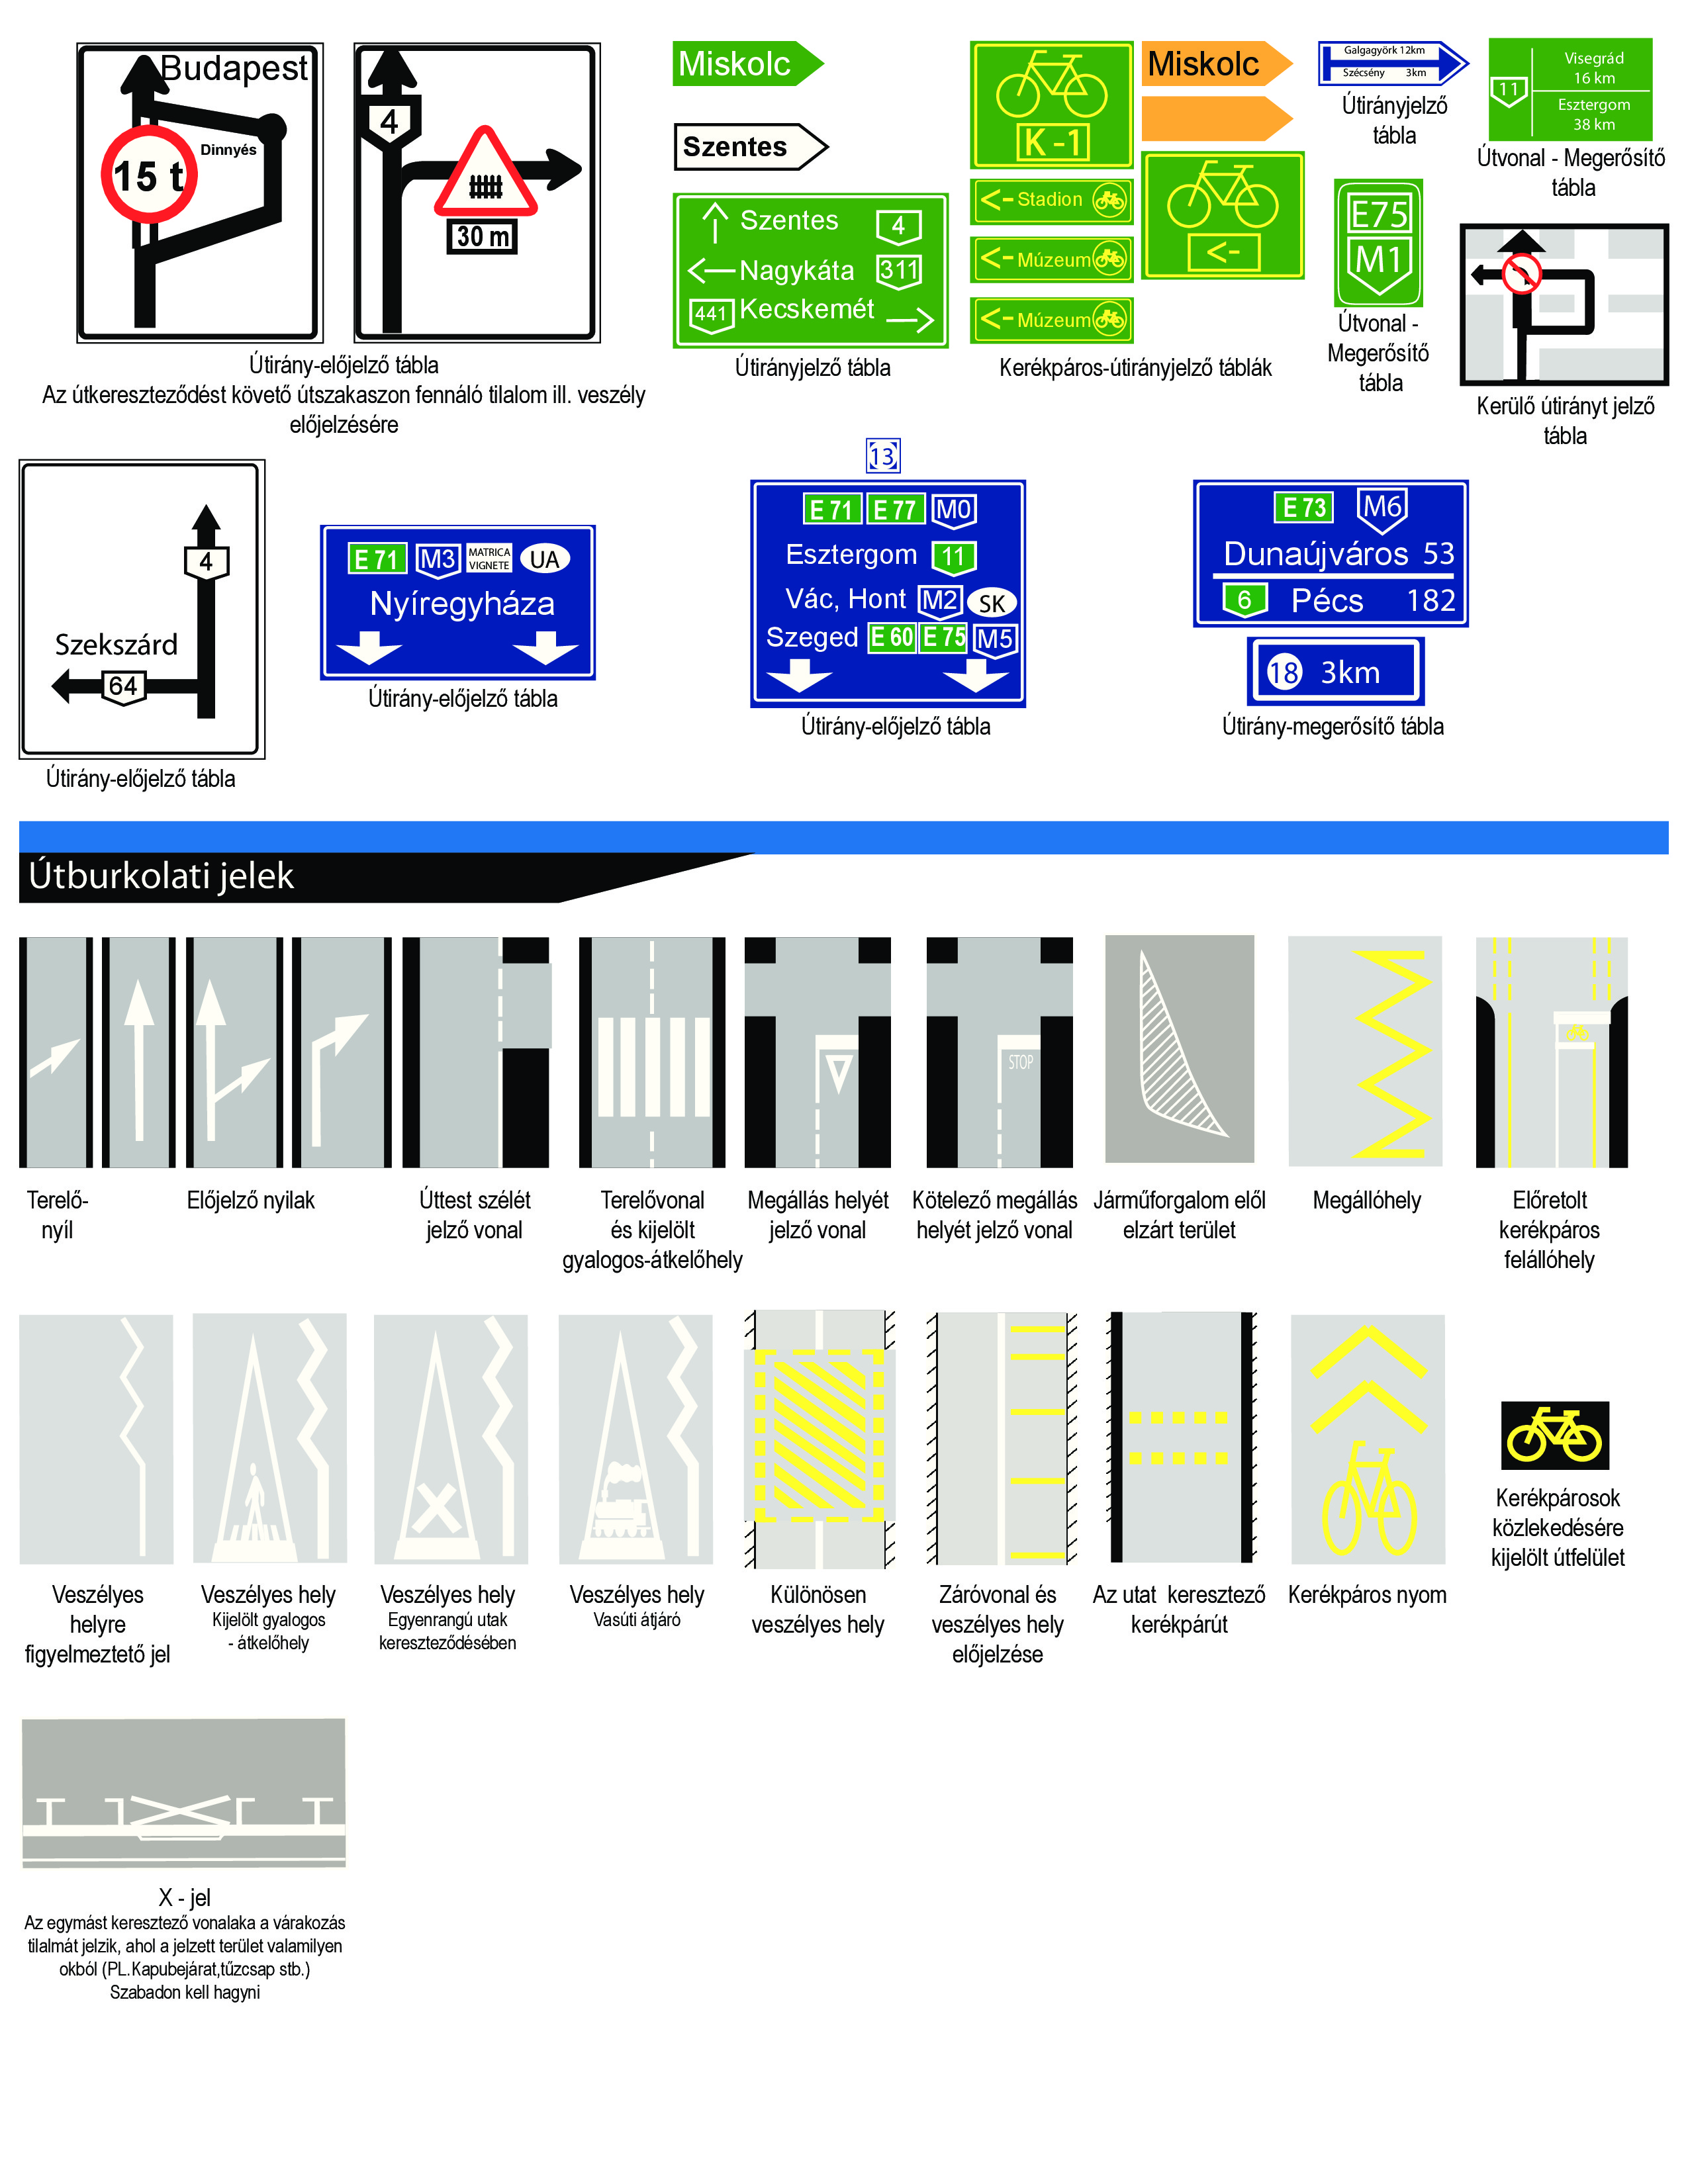 Budapest
Dinnyés
15 t
4
30 m
Útirány-előjelző tábla
Az útkereszteződést követő útszakaszon fennáló tilalom ill. veszély
előjelzésére
Miskolc
Szentes
Szentes 4
Nagykáta 311
441 Kecskemét
Útirányjelző tábla
K -1
<- Stadion
<- Múzeum
<- Múzeum
Miskolc
<-
Kerékpáros-útirányjelző táblák
Galgagyörk 12km
Szécsény 3km
Útirányjelző
tábla
11
Visegrád
16 km
Esztergom
38 km
Útvonal - Megerősítő
tábla
E75
M1
Útvonal -
Megerősítő
tábla
Kerülő útirányt jelző
tábla
4
Szekszárd
64
Útirány-előjelző tábla
E 71 M3 MATRICA VIGNETE UA
Nyíregyháza
Útirány-előjelző tábla
13
E 71 E 77 M0
Esztergom 11
Vác, Hont M2 SK
Szeged E 60 E 75 M5
Útirány-előjelző tábla
E 73 M6
Dunaújváros 53
6 Pécs 182
18 3km
Útirány-megerősítő tábla
Útburkolati jelek
STOP
Terelő-
nyíl
Előjelző nyilak
Úttest szélét
jelző vonal
Terelővonal
és kijelölt
gyalogos-átkelőhely
Megállás helyét
jelző vonal
Kötelező megállás
helyét jelző vonal
Járműforgalom elől
elzárt terület
Megállóhely
Előretolt
kerékpáros
felállóhely
Veszélyes
helyre
figyelmeztető jel
Veszélyes hely
Kijelölt gyalogos
- átkelőhely
Veszélyes hely
Egyenrangú utak
kereszteződésében
Veszélyes hely
Vasúti átjáró
Különösen
veszélyes hely
Záróvonal és
veszélyes hely
előjelzése
Az utat keresztező
kerékpárút
Kerékpáros nyom
Kerékpárosok
közlekedésére
kijelölt útfelület
X - jel
Az egymást keresztező vonalaka a várakozás
tilalmát jelzik, ahol a jelzett terület valamilyen
okból (PL.Kapubejárat,tűzcsap stb.)
Szabadon kell hagyni